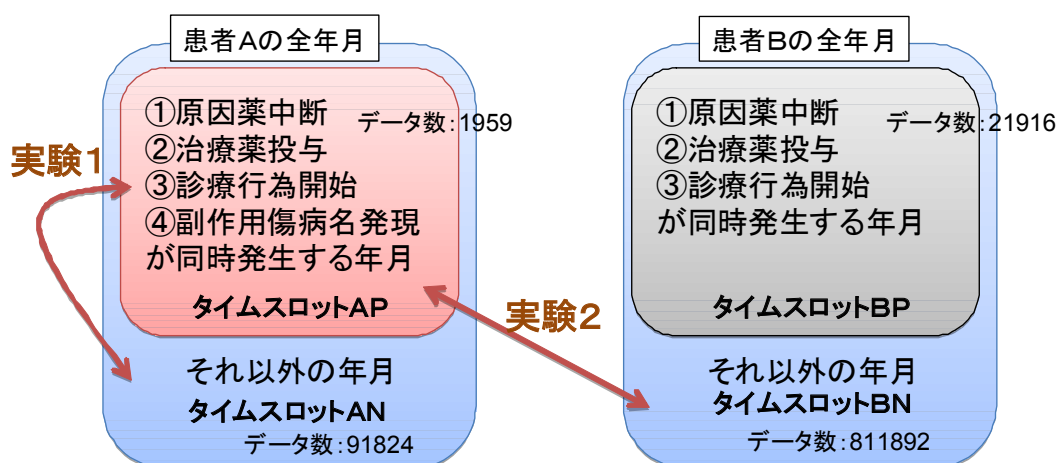 患者Aの全年月
①原因薬中断
データ数:1959
②治療薬投与
③診療行為開始
④副作用傷病名発現
が同時発生する年月
タイムスロットAP
実験1
それ以外の年月
タイムスロットAN
データ数:91824
実験2
患者Bの全年月
①原因薬中断
データ数:21916
②治療薬投与
③診療行為開始
が同時発生する年月
タイムスロットBP
それ以外の年月
タイムスロットBN
データ数:811892